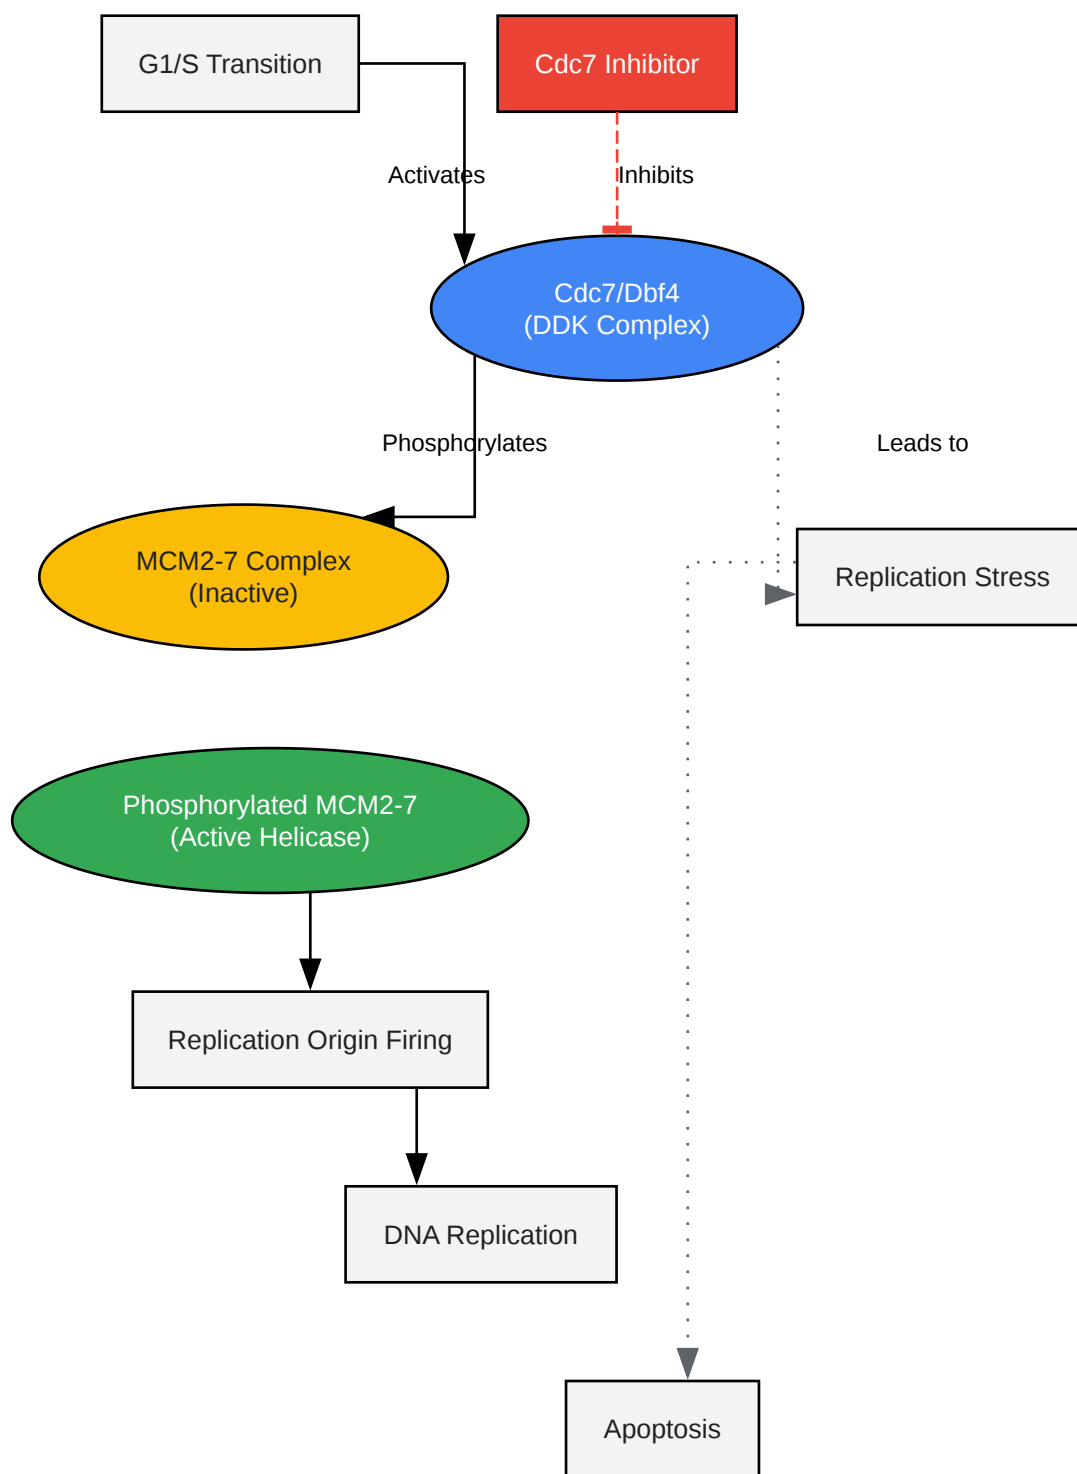 G1/S Transition
Cdc7 Inhibitor
Activates
Inhibits
Cdc7/Dbf4
(DDK Complex)
Phosphorylates
Leads to
MCM2-7 Complex
(Inactive)
Replication Stress
Phosphorylated MCM2-7
(Active Helicase)
Replication Origin Firing
DNA Replication
Apoptosis